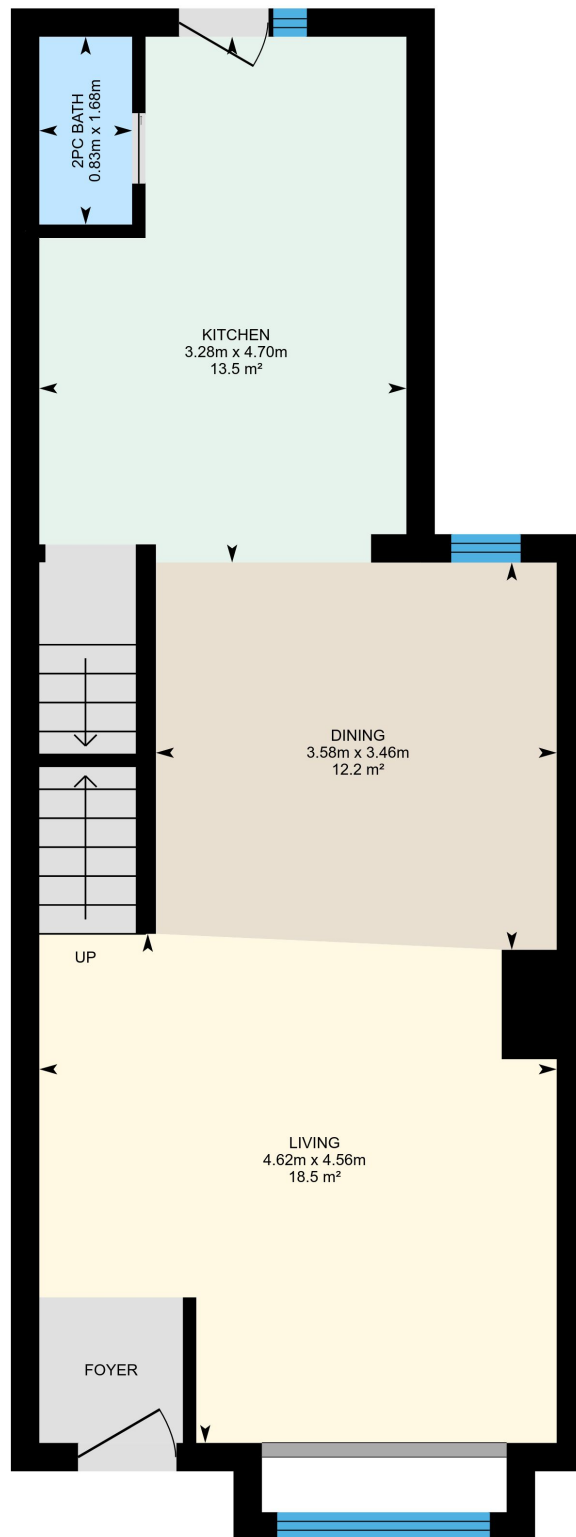 2PC BATH
0.83m x 1.68m
KITCHEN
3.28m x 4.70m
13.5 m²
DINING
3.58m x 3.46m
12.2 m²
UP
LIVING
4.62m x 4.56m
18.5 m²
FOYER